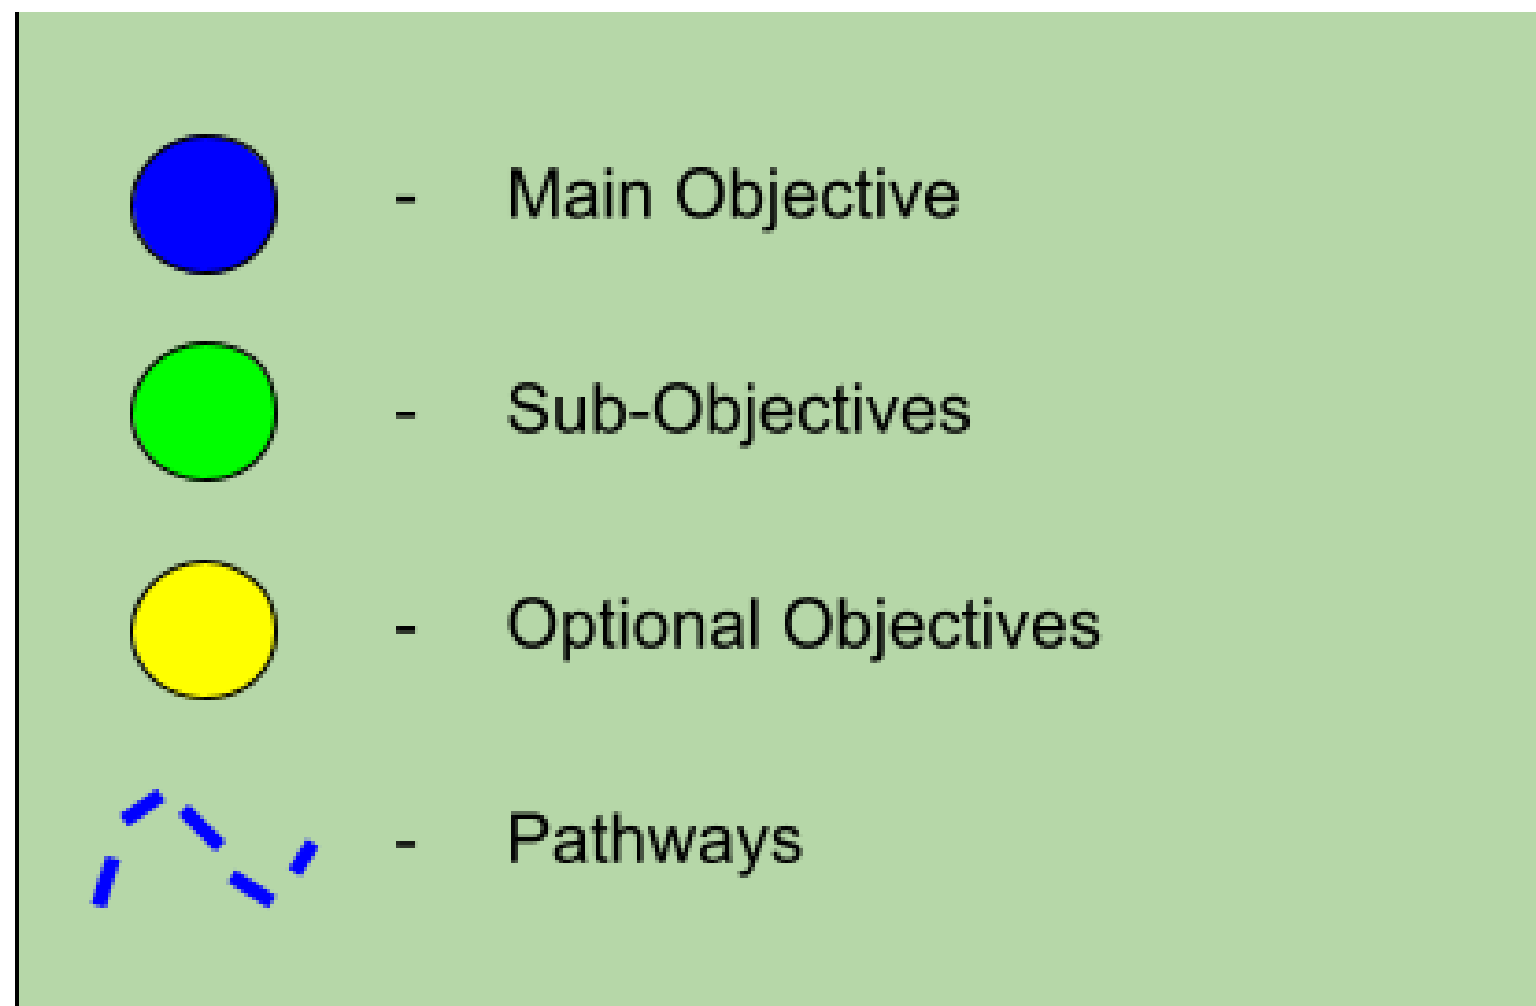 - Main Objective
- Sub-Objectives
- Optional Objectives
- Pathways